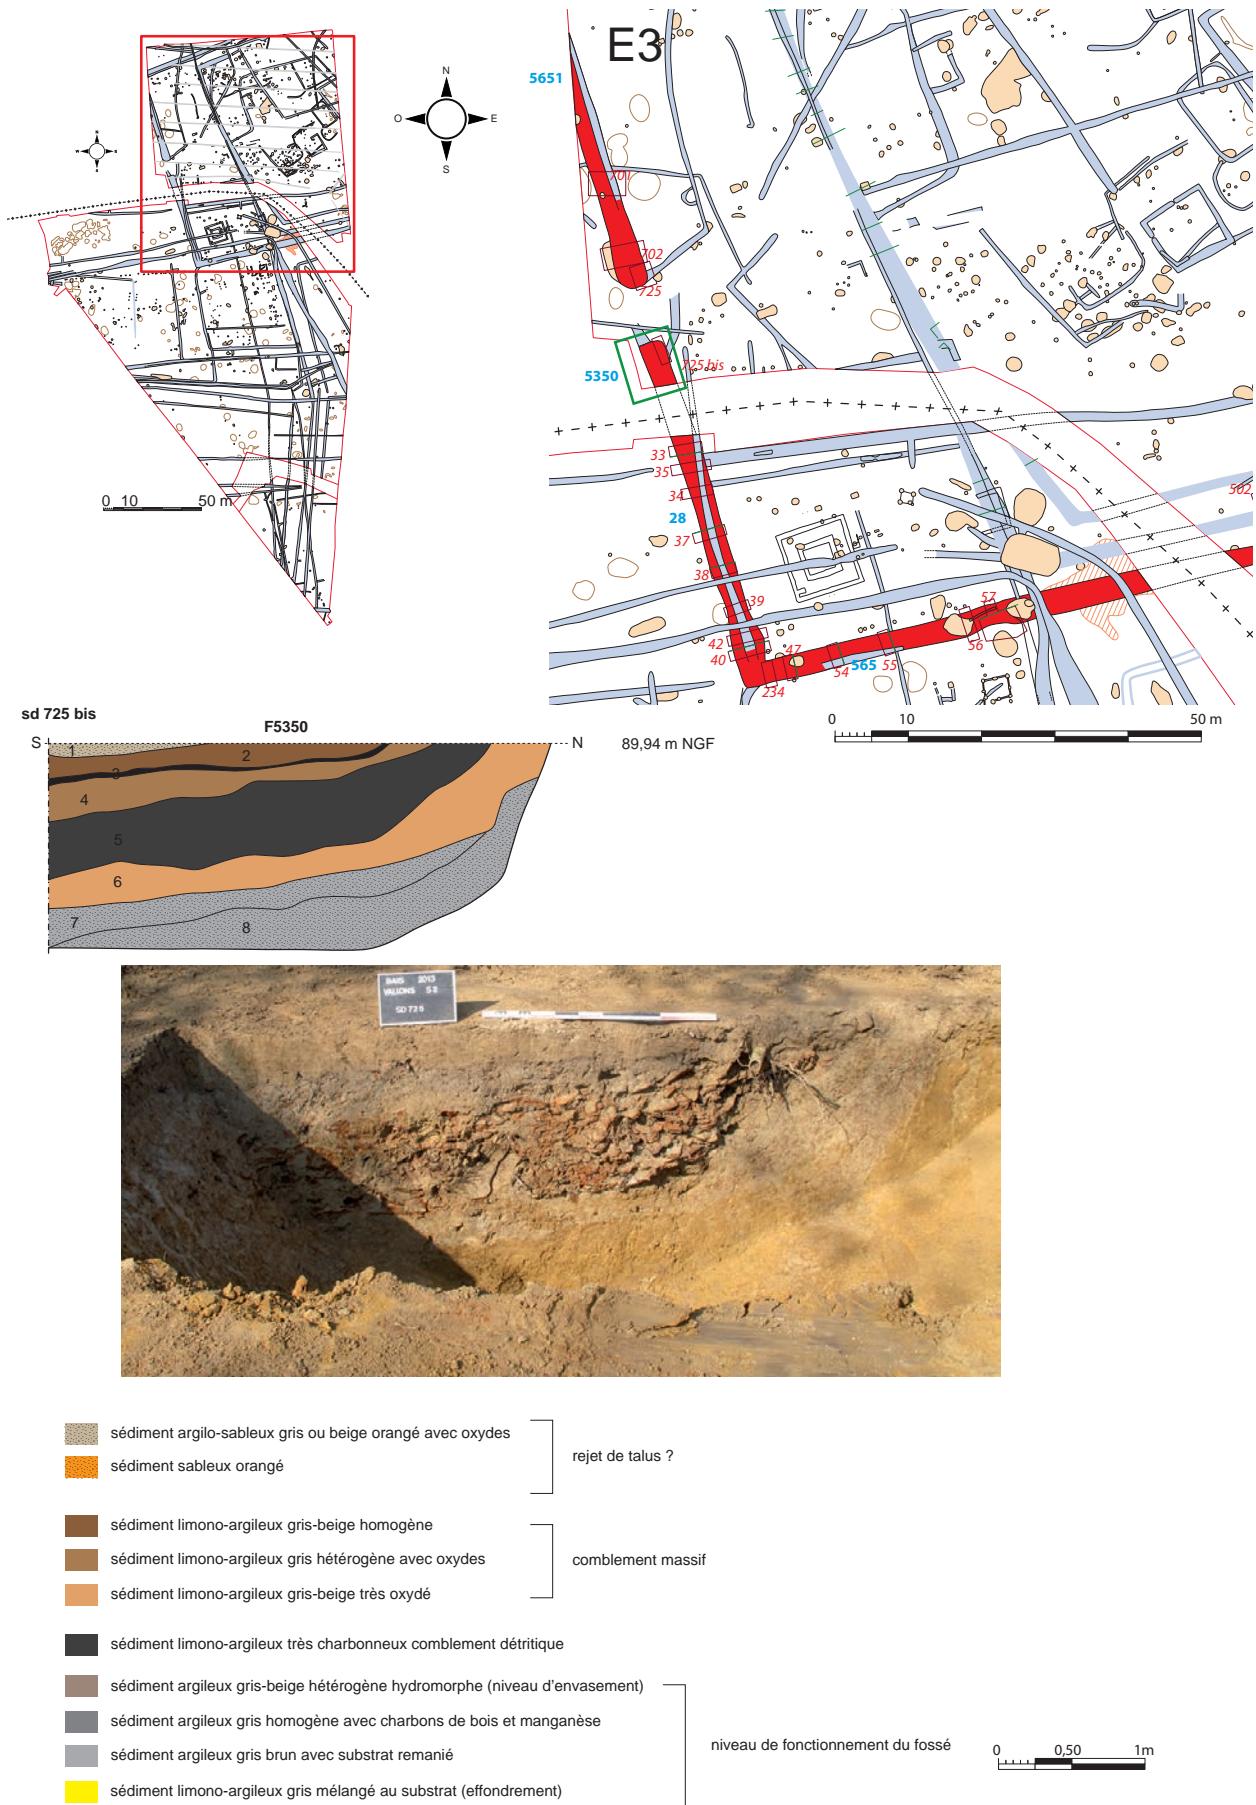 N
O
E
S
N
W
E
S
0 10 50 m
E3
5651
701
702
725
725 bis
5350
33
35
34
28
37
38
39
42
40
47
234
54
565
55
56
57
502
0 10 50 m
sd 725 bis
F5350
S
N
89,94 m NGF
1
2
3
4
5
6
7
8
BAIS 2013
VALLONS S 2
SD 725
sédiment argilo-sableux gris ou beige orangé avec oxydes
sédiment sableux orangé
rejet de talus ?
sédiment limono-argileux gris-beige homogène
sédiment limono-argileux gris hétérogène avec oxydes
sédiment limono-argileux gris-beige très oxydé
comblement massif
sédiment limono-argileux très charbonneux comblement détritique
sédiment argileux gris-beige hétérogène hydromorphe (niveau d'envasement)
sédiment argileux gris homogène avec charbons de bois et manganèse
sédiment argileux gris brun avec substrat remanié
sédiment limono-argileux gris mélangé au substrat (effondrement)
niveau de fonctionnement du fossé
0 0,50 1m